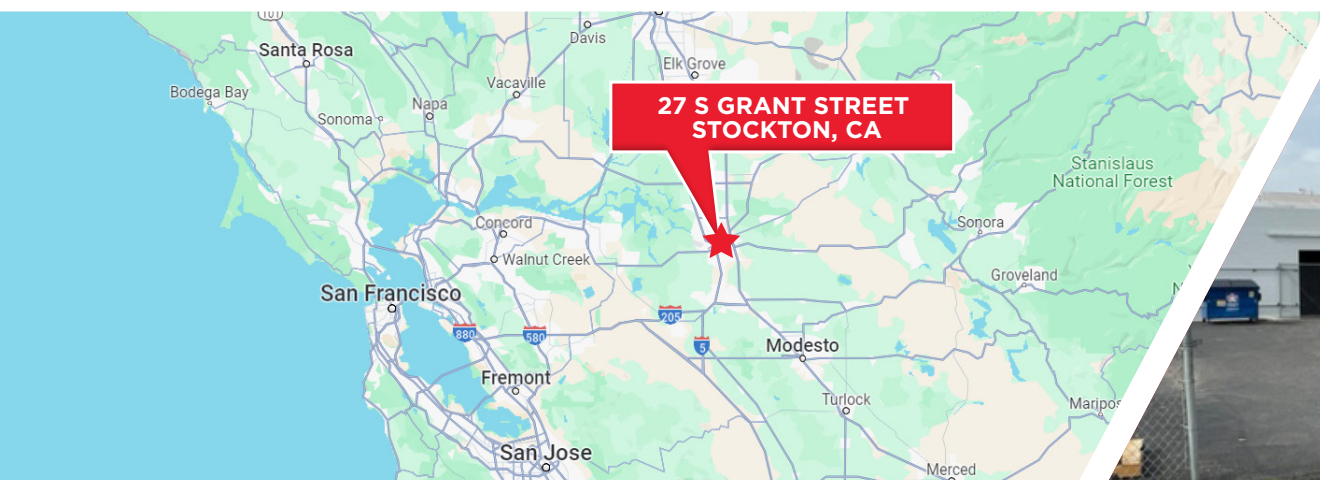 101
Santa Rosa
Davis
Elk Grove
Vacaville
Bodega Bay
Napa
Sonoma
27 S GRANT STREET
STOCKTON, CA
Stanislaus
National Forest
Concord
Sonora
Walnut Creek
Groveland
San Francisco
205
880
580
5
Modesto
Fremont
Turlock
Maripos
San Jose
Merced